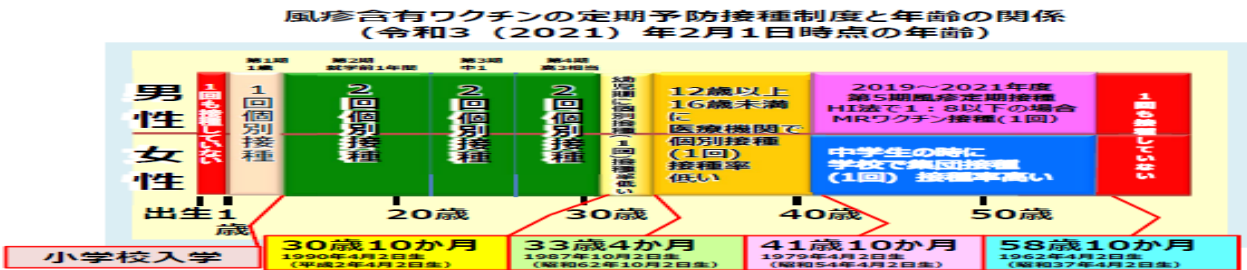 風疹含有ワクチンの定期予防接種制度と年齢の関係
(令和3（2021）年2月1日時点の年齢)
第1期
1歳
第2期
就学前1年間
第3期
中1
第4期
高3相当
男性
女性
1回も接種していない
1回個別接種
2回個別接種
2回個別接種
2回個別接種
幼児期に個別接種(1回)接種率低い
12歳以上
16歳未満
に
医療機関で
個別接種
(1回)
接種率
低い
2019～2021年度
第5期風疹定期接種
HI法で1：8以下の場合
MRワクチン接種(1回)
中学生の時に
学校で集団接種
(1回) 接種率高い
1回も接種していない
出生
1歳
20歳
30歳
40歳
50歳
小学校入学
30歳10か月
1990年4月2日生
(平成2年4月2日生)
33歳4か月
1987年10月2日生
(昭和62年10月2日生)
41歳10か月
1979年4月2日生
(昭和54年4月2日生)
58歳10か月
1962年4月2日生
(昭和37年4月2日生)